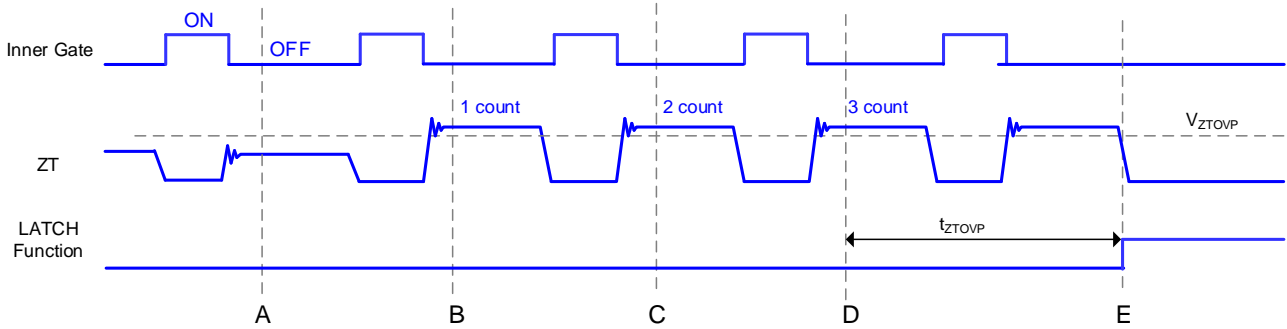 ON
Inner Gate
OFF
1 count
2 count
3 count
VZTOVP
ZT
LATCH
Function
tZTOVP
A
B
C
D
E